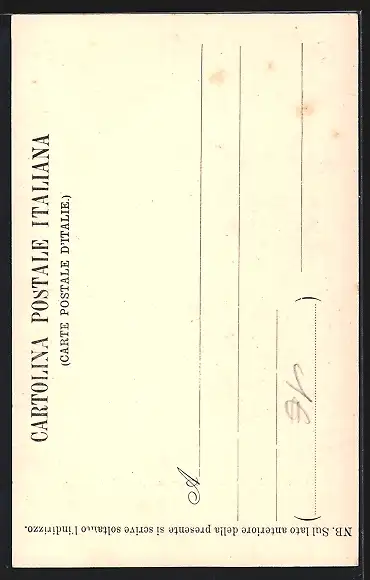 CARTOLINA POSTALE ITALIANA
(CARTE POSTALE D'ITALIE.)
A
NB. Sul lato anteriore della presente si scrive soltanto l'indirizzo.